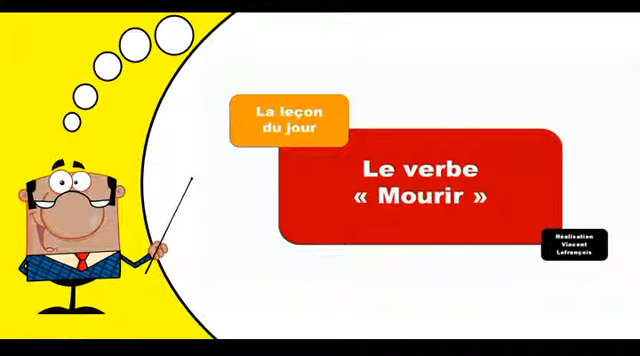 La leçon
du jour
Le verbe
« Mourir »
Réalisation
Vincent
Lefrançois